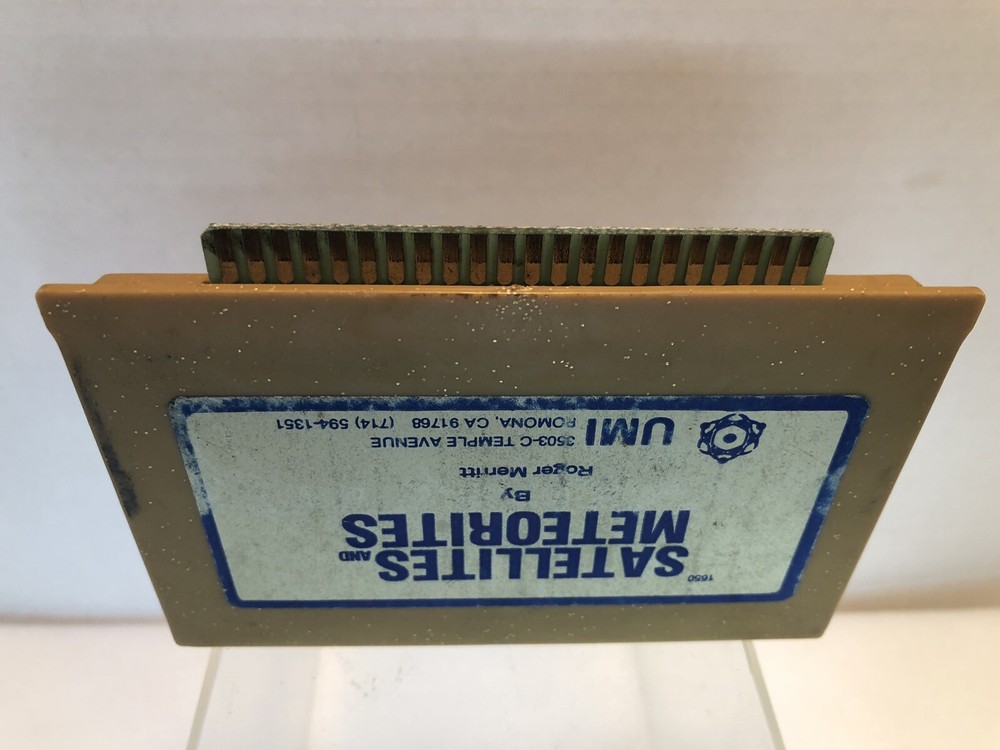 1650
SATELLITES AND
METEORITES
By
Roger Merritt
UMI
3503-C TEMPLE AVENUE
POMONA, CA 91768 (714) 594-1351